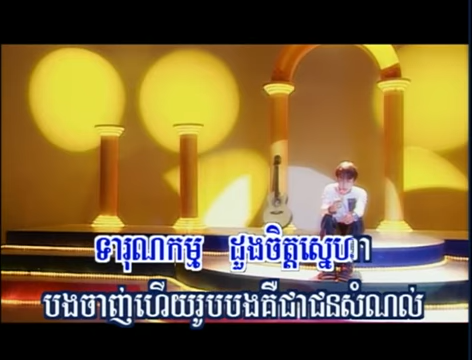 ទារុណកម្ម ដួងចិត្តស្នេហា
បងចាញ់ហើយរូបបងគឺជាជនសំណល់